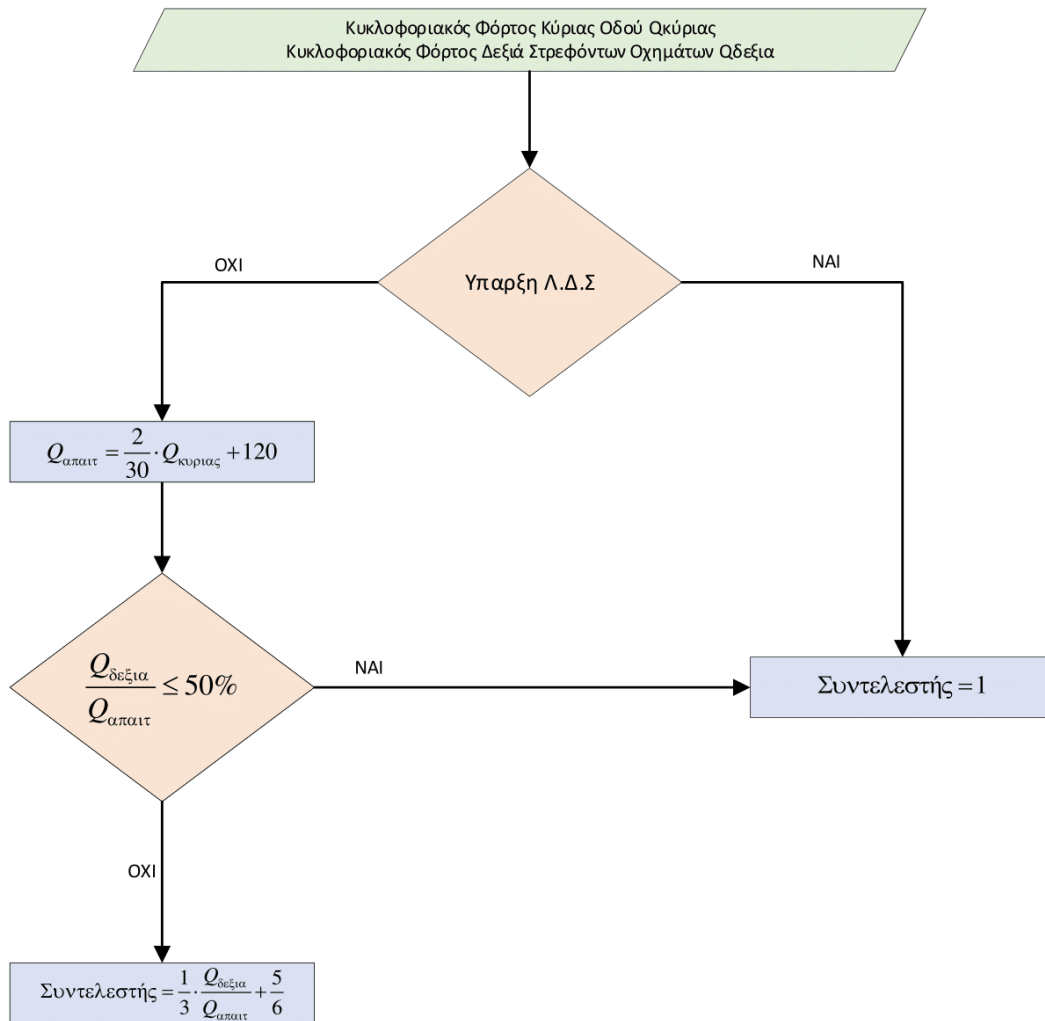 Κυκλοφοριακός Φόρτος Κύριας Οδού Qκύριας
Κυκλοφοριακός Φόρτος Δεξιά Στρεφόντων Οχημάτων Qδεξια
ΟΧΙ
ΝΑΙ
Υπαρξη Λ.Δ.Σ
Q_απαιτ = 2/30 · Q_κυριας + 120
Q_δεξια / Q_απαιτ ≤ 50%
ΝΑΙ
Συντελεστής = 1
ΟΧΙ
Συντελεστής = 1/3 · Q_δεξια / Q_απαιτ + 5/6